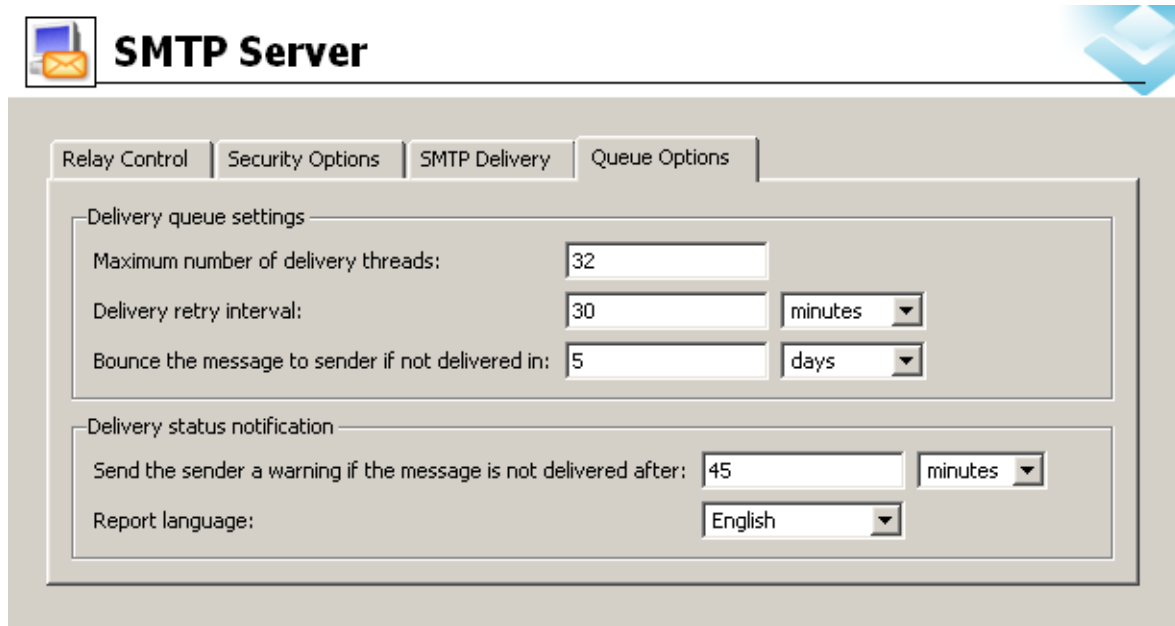 SMTP Server
Relay Control Security Options SMTP Delivery Queue Options
Delivery queue settings
Maximum number of delivery threads: 32
Delivery retry interval: 30 minutes
Bounce the message to sender if not delivered in: 5 days
Delivery status notification
Send the sender a warning if the message is not delivered after: 45 minutes
Report language: English